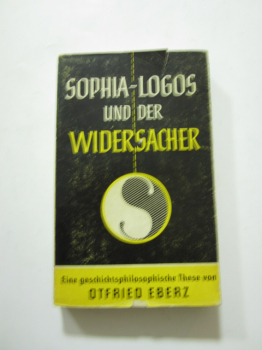 SOPHIA-LOGOS
UND DER
WIDERSACHER
S
Eine geschichtsphilosophische These von
OTFRIED EBERZ